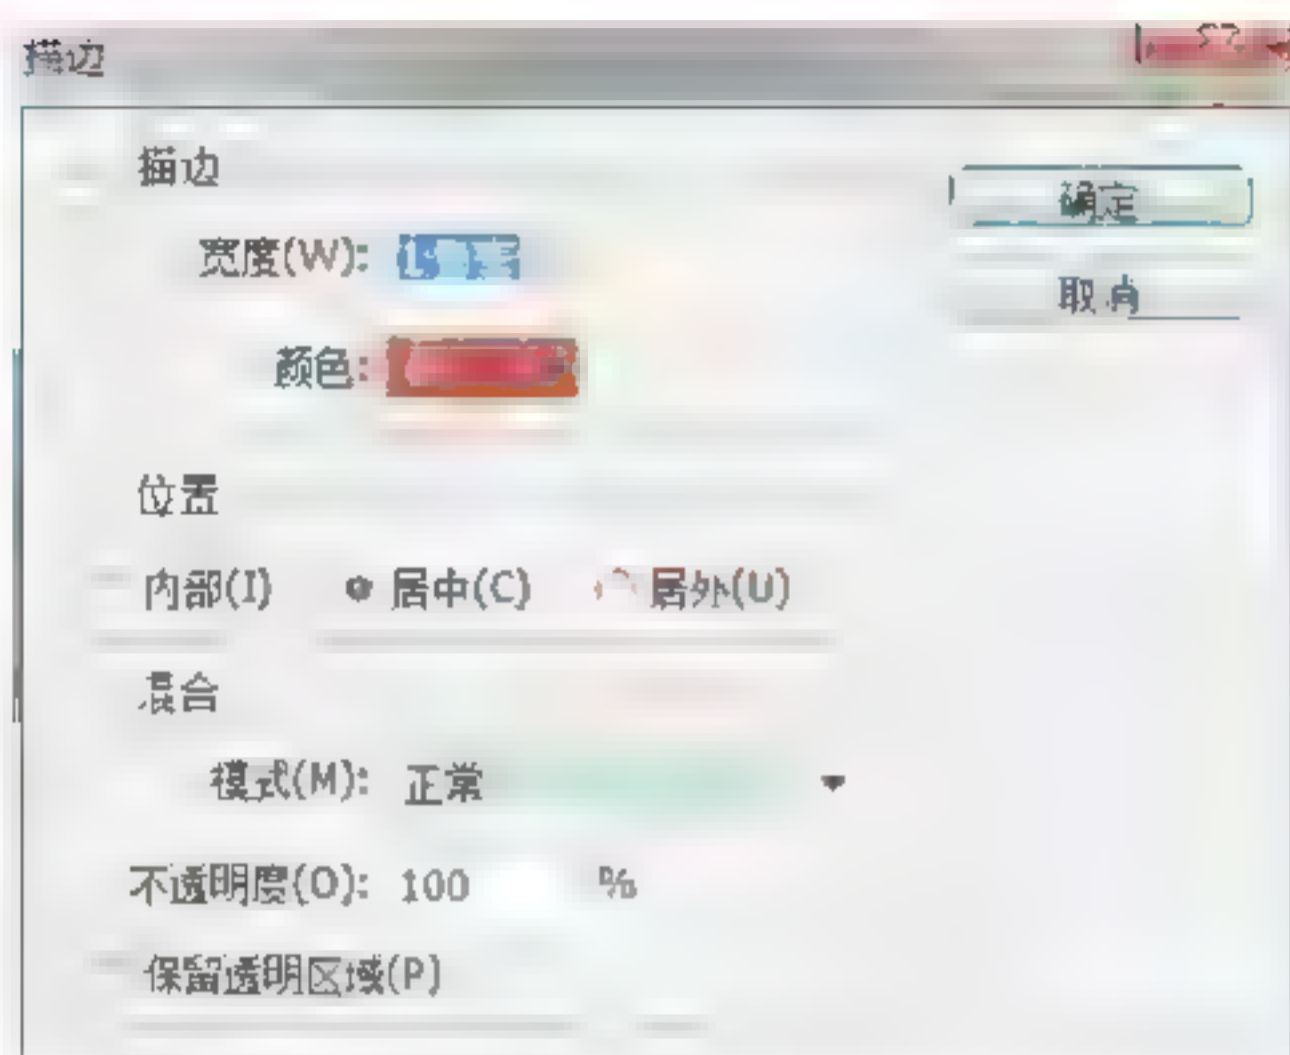 描边
描边
确定
宽度(W):
取消
颜色:
位置
内部(I) 居中(C) 居外(U)
混合
模式(M): 正常
不透明度(O): 100 %
保留透明区域(P)